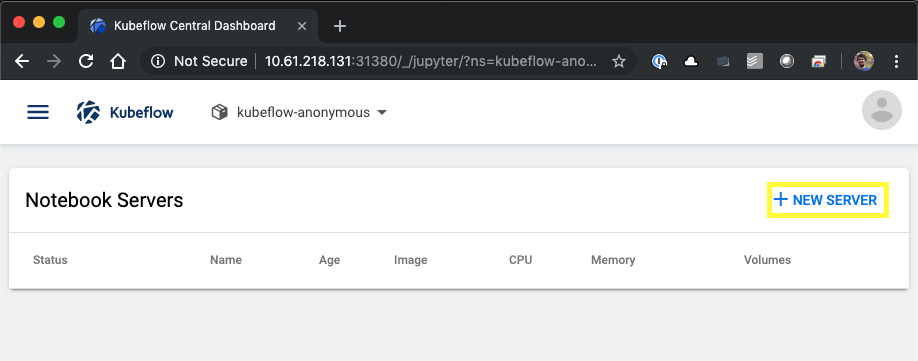 Kubeflow Central Dashboard
Not Secure 10.61.218.131:31380/_/jupyter/?ns=kubeflow-ano...
Kubeflow kubeflow-anonymous
Notebook Servers + NEW SERVER
Status Name Age Image CPU Memory Volumes